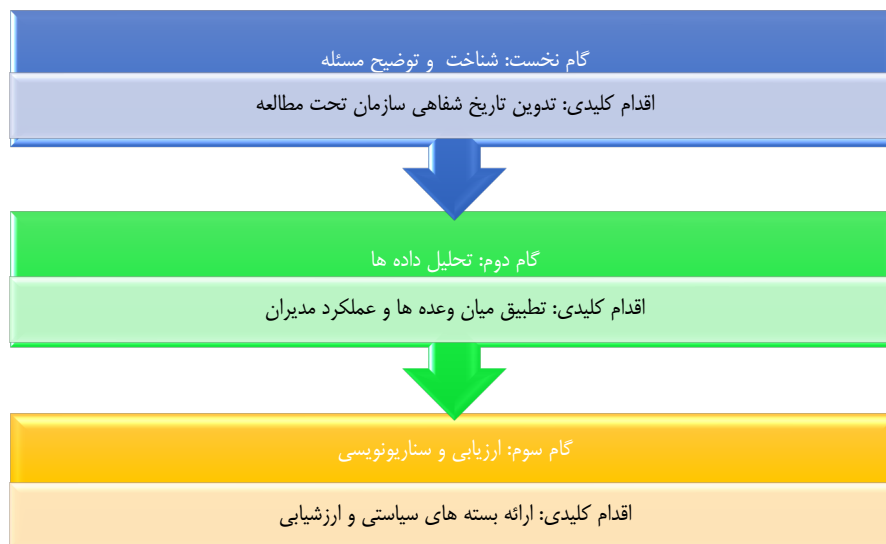 گام نخست: شناخت و توضیح مسئله
اقدام کلیدی: تدوین تاریخ شفاهی سازمان تحت مطالعه
گام دوم: تحلیل داده ها
اقدام کلیدی: تطبیق میان وعده ها و عملکرد مدیران
گام سوم: ارزیابی و سناریونویسی
اقدام کلیدی: ارائه بسته های سیاستی و ارزشیابی